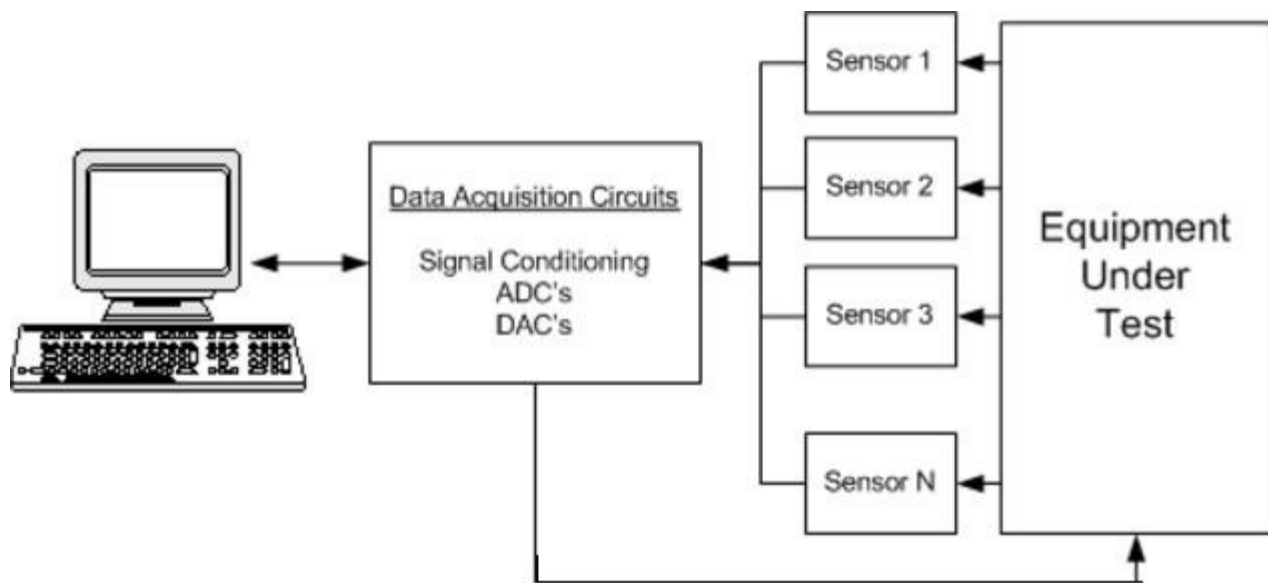 Data Acquisition Circuits
Signal Conditioning
ADC's
DAC's
Sensor 1
Sensor 2
Sensor 3
Sensor N
Equipment
Under
Test